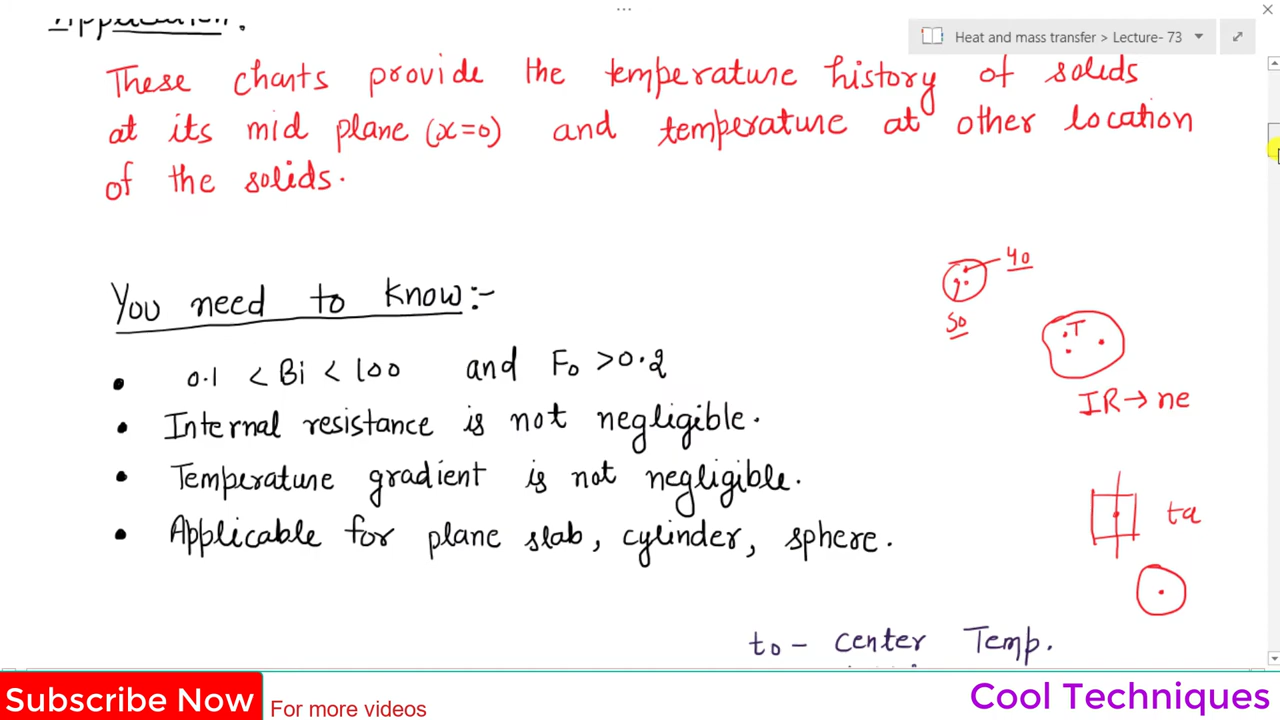 Application:
Heat and mass transfer > Lecture- 73
These charts provide the temperature history of solids
at its mid plane (x=0) and temperature at other location
of the solids.
40
50
T
IR → ne
You need to know :-
• 0.1 < Bi < 100 and Fo > 0.2
• Internal resistance is not negligible.
• Temperature gradient is not negligible.
• Applicable for plane slab, cylinder, sphere.
ta
to - center Temp.
Subscribe Now
For more videos
Cool Techniques